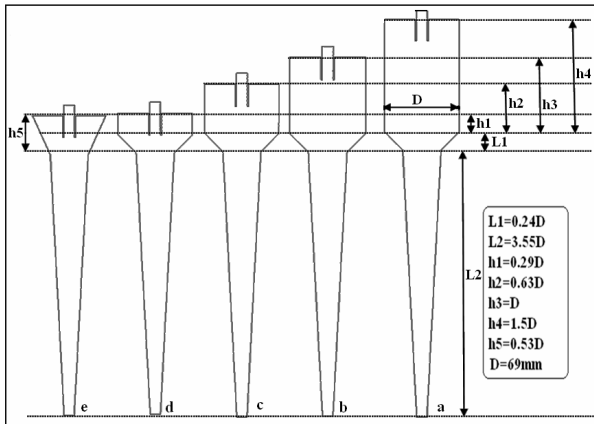 h4
h3
h2
D
h1
h5
L1
L2
L1=0.24D
L2=3.55D
h1=0.29D
h2=0.63D
h3=D
h4=1.5D
h5=0.53D
D=69mm
e d c b a